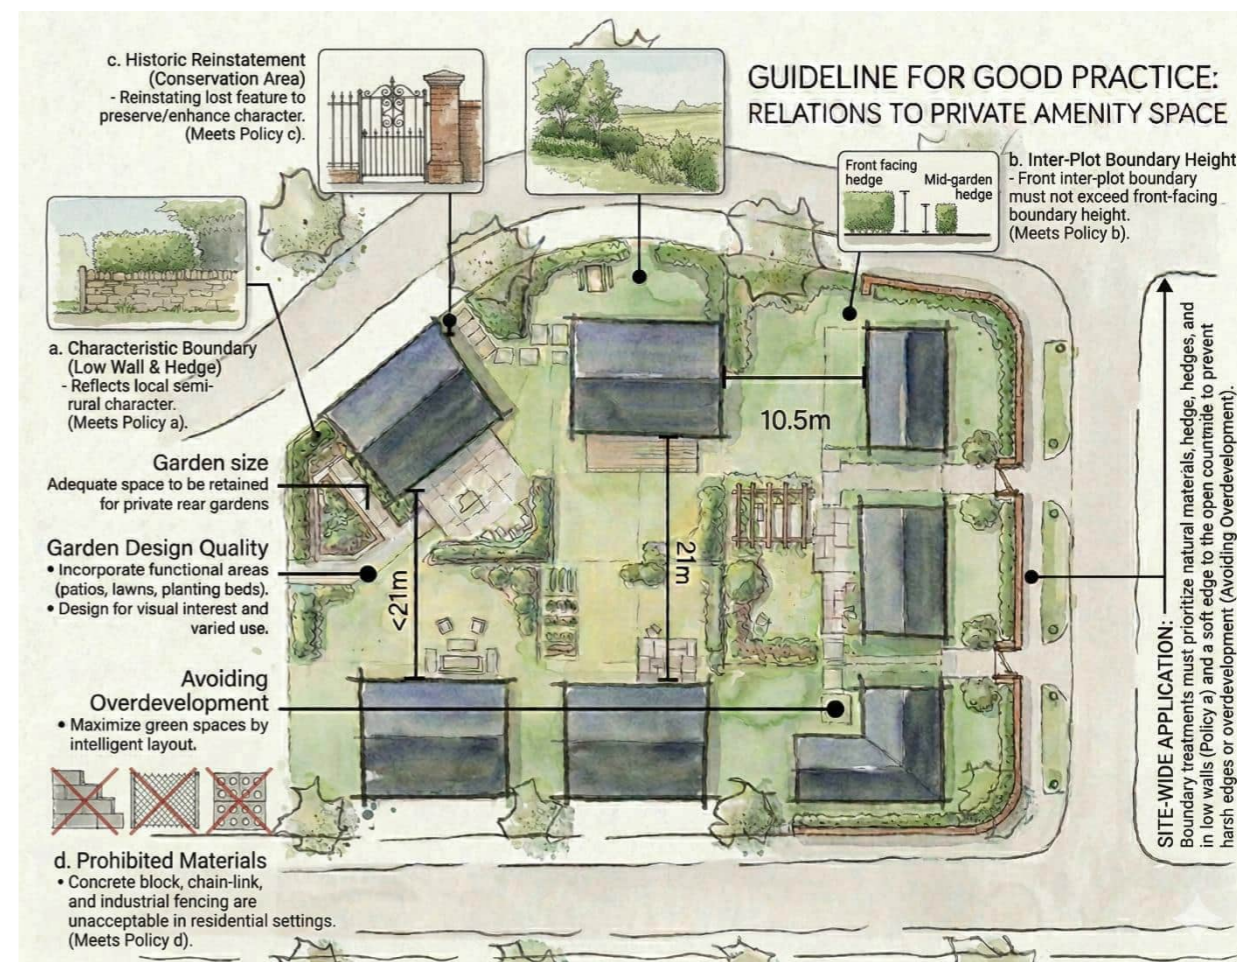 GUIDELINE FOR GOOD PRACTICE:
RELATIONS TO PRIVATE AMENITY SPACE
c. Historic Reinstatement
(Conservation Area)
- Reinstating lost feature to
preserve/enhance character.
(Meets Policy c).
Front facing
hedge
Mid-garden
hedge
b. Inter-Plot Boundary Height
- Front inter-plot boundary
must not exceed front-facing
boundary height.
(Meets Policy b).
a. Characteristic Boundary
(Low Wall & Hedge)
- Reflects local semi-
rural character.
(Meets Policy a).
Garden size
Adequate space to be retained
for private rear gardens
Garden Design Quality
• Incorporate functional areas
(patios, lawns, planting beds).
• Design for visual interest and
varied use.
Avoiding
Overdevelopment
• Maximize green spaces by
intelligent layout.
d. Prohibited Materials
• Concrete block, chain-link,
and industrial fencing are
unacceptable in residential settings.
(Meets Policy d).
10.5m
21m
<21m
SITE-WIDE APPLICATION:
Boundary treatments must prioritize natural materials, hedge, hedges, and
in low walls (Policy a) and a soft edge to the open countmide to prevent
harsh edges or overdevelopment (Avoiding Overdevelopment).